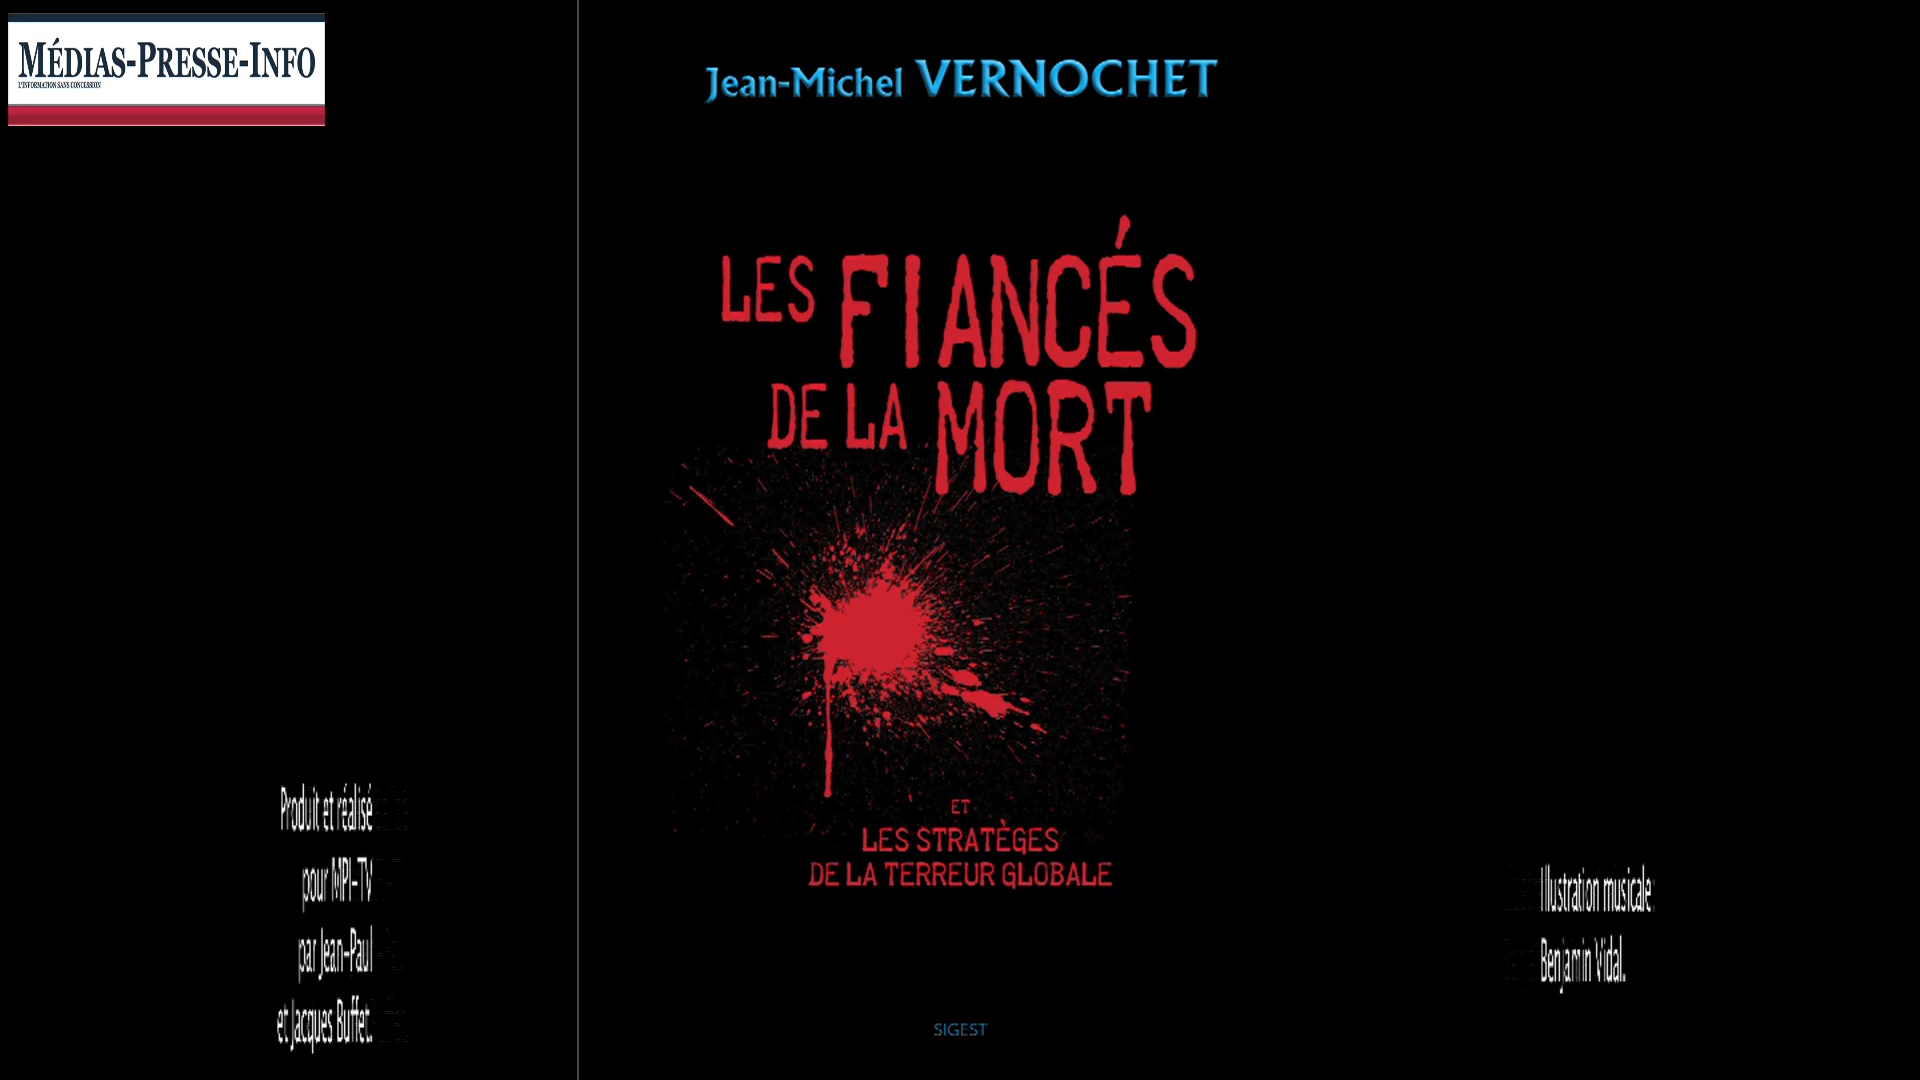 MÉDIAS-PRESSE-INFO
L'INFORMATION SANS CONCESSION
Jean-Michel VERNOCHET
LES FIANCÉS
DE LA MORT
ET
LES STRATÈGES
DE LA TERREUR GLOBALE
SIGEST
Produit et réalisé
pour MPI-TV
par Jean-Paul
et Jacques Buffet.
Illustration musicale:
Benjamin Vidal.